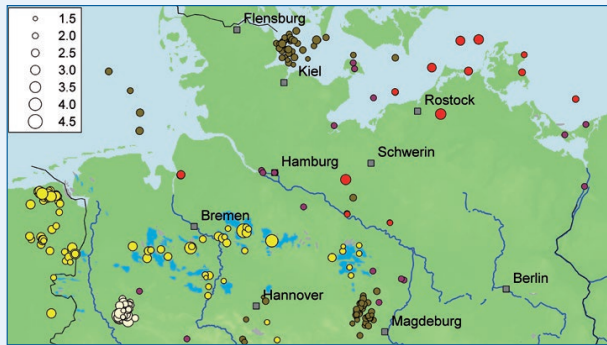 1.5
2.0
2.5
3.0
3.5
4.0
4.5
Flensburg
Kiel
Rostock
Schwerin
Hamburg
Bremen
Berlin
Hannover
Magdeburg